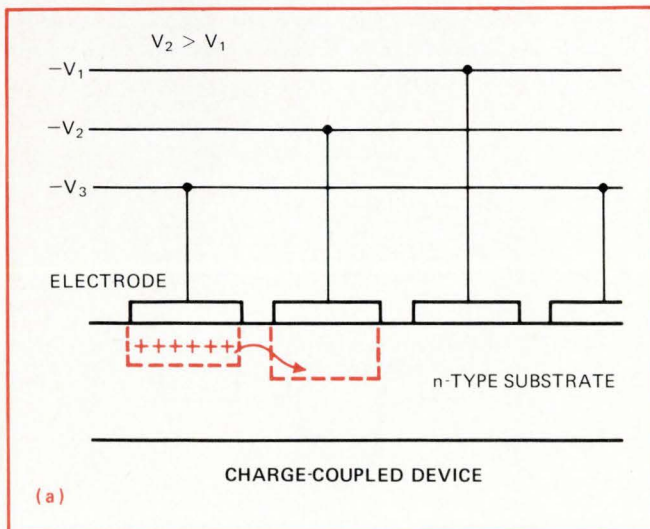 V₂ > V₁
−V₁
−V₂
−V₃
ELECTRODE
++++++
n-TYPE SUBSTRATE
CHARGE-COUPLED DEVICE
(a)